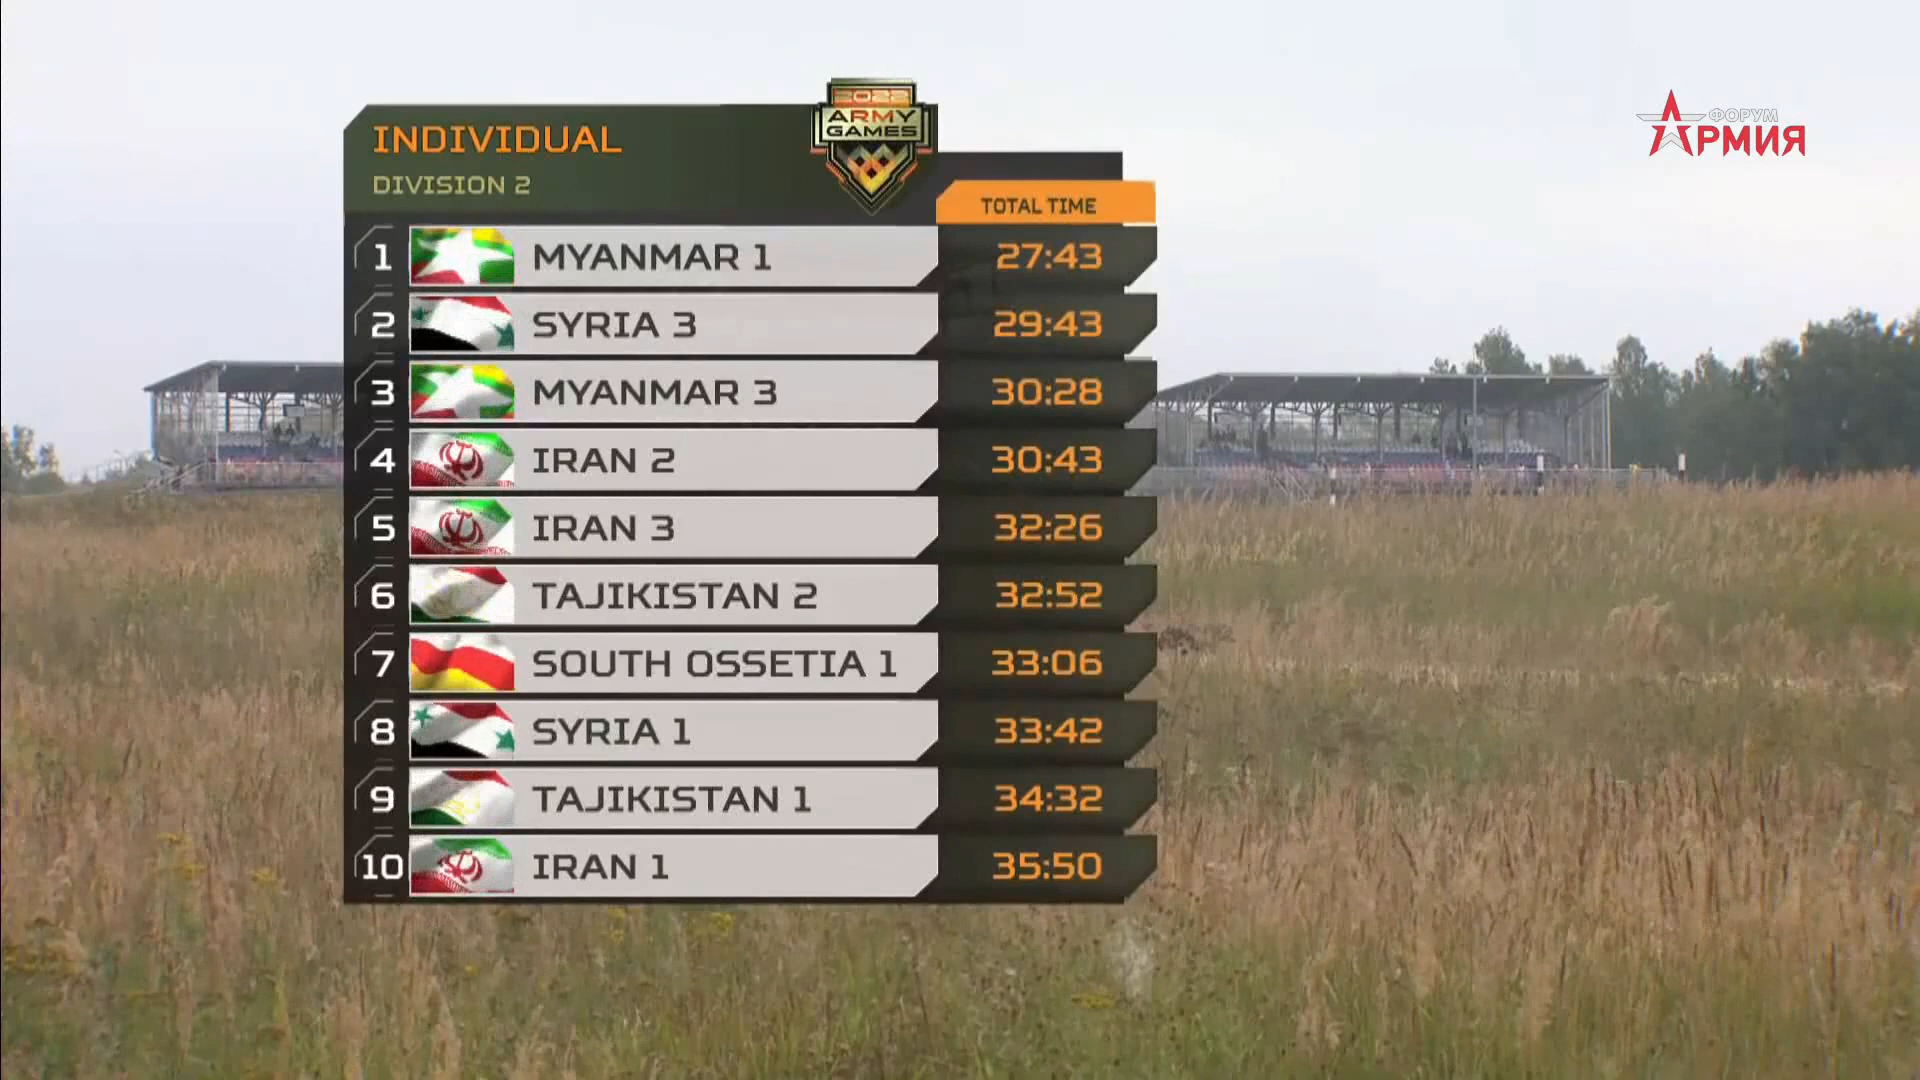 2022
ARMY
GAMES
INDIVIDUAL
DIVISION 2
TOTAL TIME
1 MYANMAR 1 27:43
2 SYRIA 3 29:43
3 MYANMAR 3 30:28
4 IRAN 2 30:43
5 IRAN 3 32:26
6 TAJIKISTAN 2 32:52
7 SOUTH OSSETIA 1 33:06
8 SYRIA 1 33:42
9 TAJIKISTAN 1 34:32
10 IRAN 1 35:50
ФОРУМ
АРМИЯ